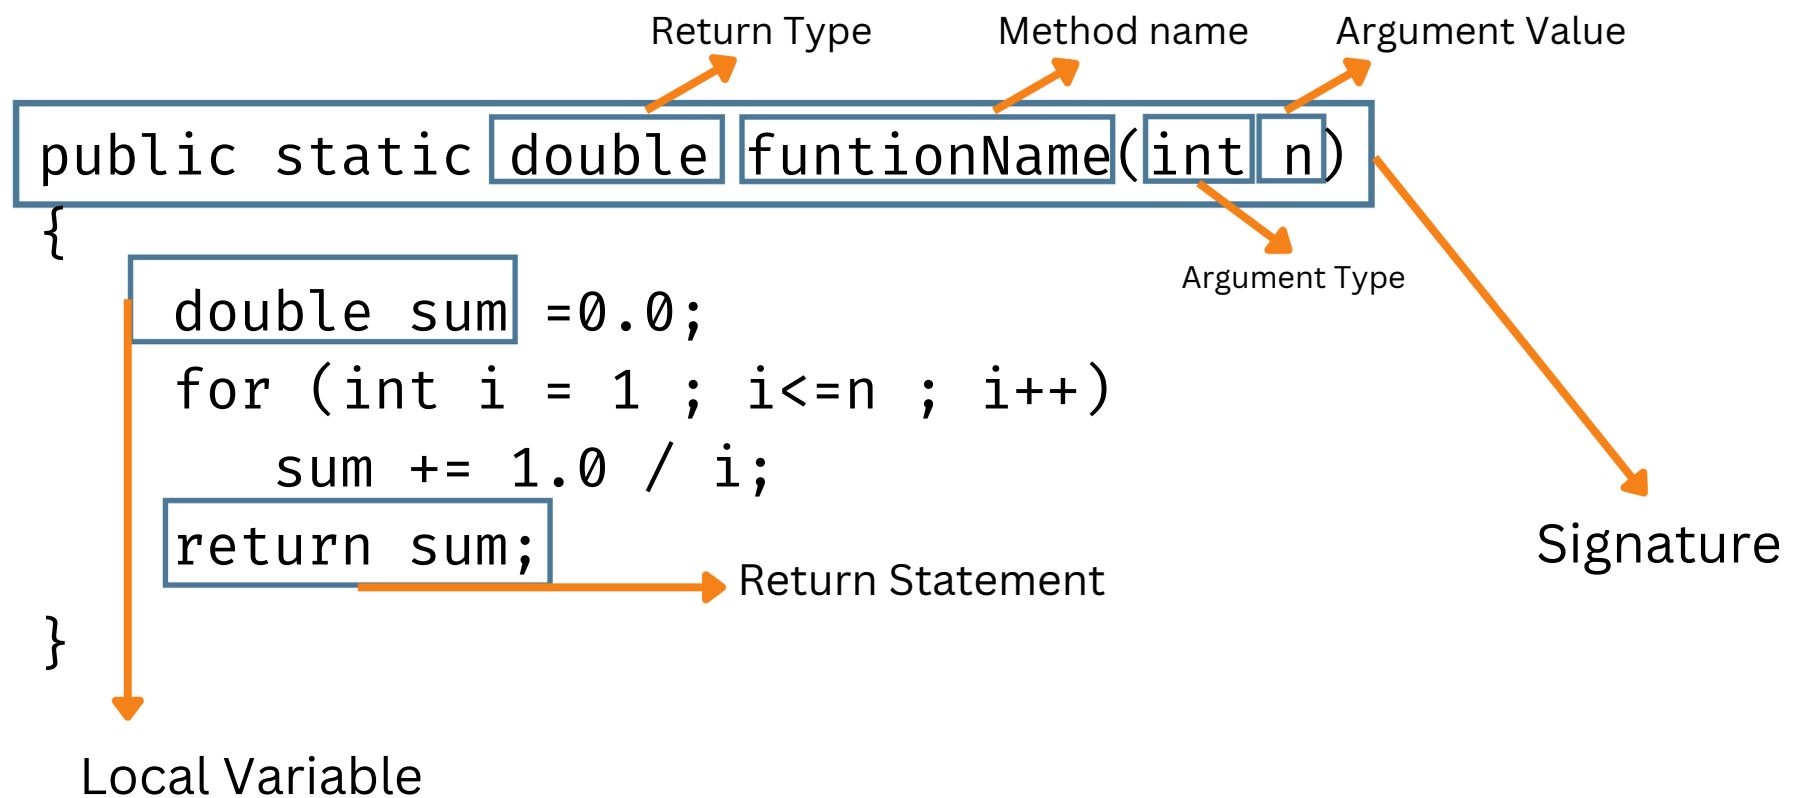 Return Type
Method name
Argument Value
public static double funtionName(int n)
{
Argument Type
double sum =0.0;
for (int i = 1 ; i<=n ; i++)
sum += 1.0 / i;
return sum;
Signature
Return Statement
}
Local Variable